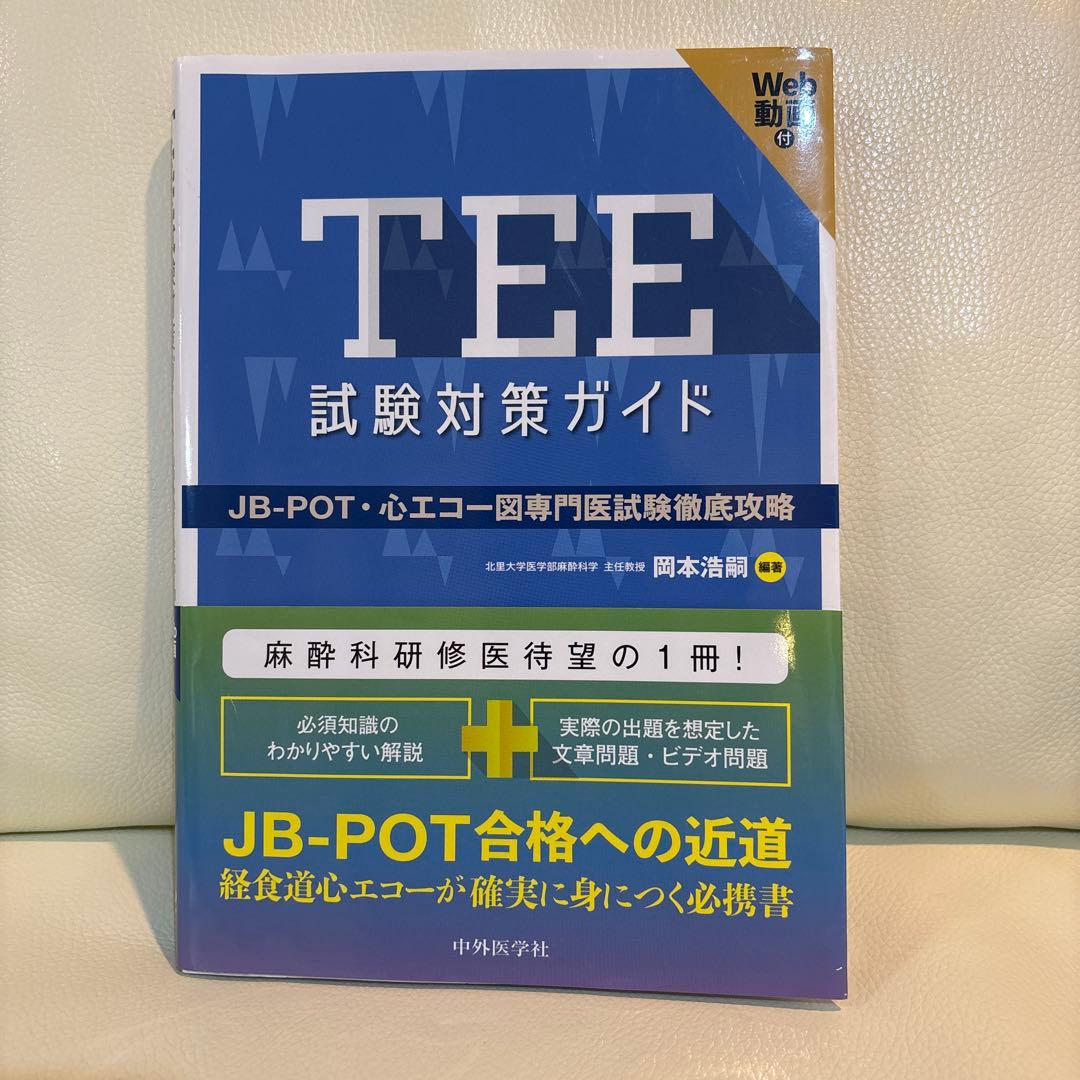 Web
動画
付
TEE
試験対策ガイド
JB-POT・心エコー図専門医試験徹底攻略
北里大学医学部麻酔科学 主任教授 岡本浩嗣 編著
麻酔科研修医待望の1冊!
必須知識の
わかりやすい解説
実際の出題を想定した
文章問題・ビデオ問題
JB-POT合格への近道
経食道心エコーが確実に身につく必携書
中外医学社